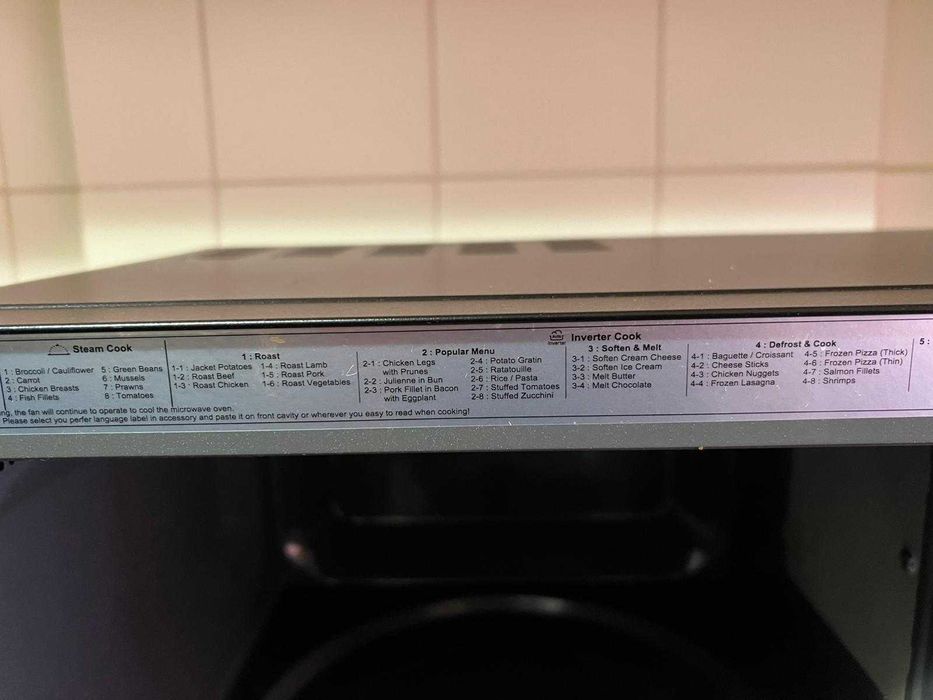 Steam Cook
1 : Broccoli / Cauliflower
2 : Carrot
3 : Chicken Breasts
4 : Fish Fillets
5 : Green Beans
6 : Mussels
7 : Prawns
8 : Tomatoes
Inverter
Inverter Cook
1 : Roast
1-1 : Jacket Potatoes
1-2 : Roast Beef
1-3 : Roast Chicken
1-4 : Roast Lamb
1-5 : Roast Pork
1-6 : Roast Vegetables
2 : Popular Menu
2-1 : Chicken Legs
with Prunes
2-2 : Julienne in Bun
2-3 : Pork Fillet in Bacon
with Eggplant
2-4 : Potato Gratin
2-5 : Ratatouille
2-6 : Rice / Pasta
2-7 : Stuffed Tomatoes
2-8 : Stuffed Zucchini
3 : Soften & Melt
3-1 : Soften Cream Cheese
3-2 : Soften Ice Cream
3-3 : Melt Butter
3-4 : Melt Chocolate
4 : Defrost & Cook
4-1 : Baguette / Croissant
4-2 : Cheese Sticks
4-3 : Chicken Nuggets
4-4 : Frozen Lasagna
4-5 : Frozen Pizza (Thick)
4-6 : Frozen Pizza (Thin)
4-7 : Salmon Fillets
4-8 : Shrimps
5 :
ng, the fan will continue to operate to cool the microwave oven.
Please select you perfer language label in accessory and paste it on front cavity or wherever you easy to read when cooking!